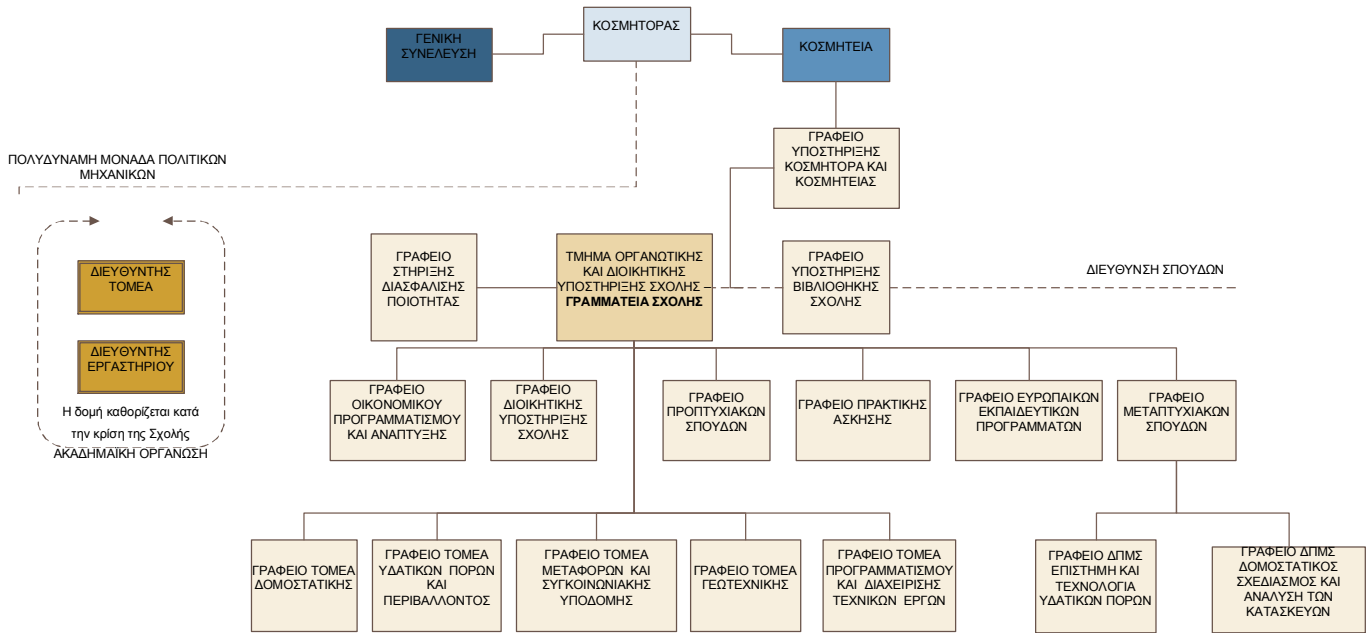 ΚΟΣΜΗΤΟΡΑΣ
ΓΕΝΙΚΗ
ΣΥΝΕΛΕΥΣΗ
ΚΟΣΜΗΤΕΙΑ
ΓΡΑΦΕΙΟ
ΥΠΟΣΤΗΡΙΞΗΣ
ΚΟΣΜΗΤΟΡΑ ΚΑΙ
ΚΟΣΜΗΤΕΙΑΣ
ΠΟΛΥΔΥΝΑΜΗ ΜΟΝΑΔΑ ΠΟΛΙΤΙΚΩΝ
ΜΗΧΑΝΙΚΩΝ
ΔΙΕΥΘΥΝΤΗΣ
ΤΟΜΕΑ
ΔΙΕΥΘΥΝΤΗΣ
ΕΡΓΑΣΤΗΡΙΟΥ
Η δομή καθορίζεται κατά
την κρίση της Σχολής
ΑΚΑΔΗΜΑΪΚΗ ΟΡΓΑΝΩΣΗ
ΓΡΑΦΕΙΟ
ΣΤΗΡΙΞΗΣ
ΔΙΑΣΦΑΛΙΣΗΣ
ΠΟΙΟΤΗΤΑΣ
ΤΜΗΜΑ ΟΡΓΑΝΩΤΙΚΗΣ
ΚΑΙ ΔΙΟΙΚΗΤΙΚΗΣ
ΥΠΟΣΤΗΡΙΞΗΣ ΣΧΟΛΗΣ –
ΓΡΑΜΜΑΤΕΙΑ ΣΧΟΛΗΣ
ΓΡΑΦΕΙΟ
ΥΠΟΣΤΗΡΙΞΗΣ
ΒΙΒΛΙΟΘΗΚΗΣ
ΣΧΟΛΗΣ
ΔΙΕΥΘΥΝΣΗ ΣΠΟΥΔΩΝ
ΓΡΑΦΕΙΟ
ΟΙΚΟΝΟΜΙΚΟΥ
ΠΡΟΓΡΑΜΜΑΤΙΣΜΟΥ
ΚΑΙ ΑΝΑΠΤΥΞΗΣ
ΓΡΑΦΕΙΟ
ΔΙΟΙΚΗΤΙΚΗΣ
ΥΠΟΣΤΗΡΙΞΗΣ
ΣΧΟΛΗΣ
ΓΡΑΦΕΙΟ
ΠΡΟΠΤΥΧΙΑΚΩΝ
ΣΠΟΥΔΩΝ
ΓΡΑΦΕΙΟ ΠΡΑΚΤΙΚΗΣ
ΑΣΚΗΣΗΣ
ΓΡΑΦΕΙΟ ΕΥΡΩΠΑΙΚΩΝ
ΕΚΠΑΙΔΕΥΤΙΚΩΝ
ΠΡΟΓΡΑΜΜΑΤΩΝ
ΓΡΑΦΕΙΟ
ΜΕΤΑΠΤΥΧΙΑΚΩΝ
ΣΠΟΥΔΩΝ
ΓΡΑΦΕΙΟ ΤΟΜΕΑ
ΔΟΜΟΣΤΑΤΙΚΗΣ
ΓΡΑΦΕΙΟ ΤΟΜΕΑ
ΥΔΑΤΙΚΩΝ ΠΟΡΩΝ
ΚΑΙ
ΠΕΡΙΒΑΛΛΟΝΤΟΣ
ΓΡΑΦΕΙΟ ΤΟΜΕΑ
ΜΕΤΑΦΟΡΩΝ ΚΑΙ
ΣΥΓΚΟΙΝΩΝΙΑΚΗΣ
ΥΠΟΔΟΜΗΣ
ΓΡΑΦΕΙΟ ΤΟΜΕΑ
ΓΕΩΤΕΧΝΙΚΗΣ
ΓΡΑΦΕΙΟ ΤΟΜΕΑ
ΠΡΟΓΡΑΜΜΑΤΙΣΜΟΥ
ΚΑΙ ΔΙΑΧΕΙΡΙΣΗΣ
ΤΕΧΝΙΚΩΝ ΕΡΓΩΝ
ΓΡΑΦΕΙΟ ΔΠΜΣ
ΕΠΙΣΤΗΜΗ ΚΑΙ
ΤΕΧΝΟΛΟΓΙΑ
ΥΔΑΤΙΚΩΝ ΠΟΡΩΝ
ΓΡΑΦΕΙΟ ΔΠΜΣ
ΔΟΜΟΣΤΑΤΙΚΟΣ
ΣΧΕΔΙΑΣΜΟΣ ΚΑΙ
ΑΝΑΛΥΣΗ ΤΩΝ
ΚΑΤΑΣΚΕΥΩΝ